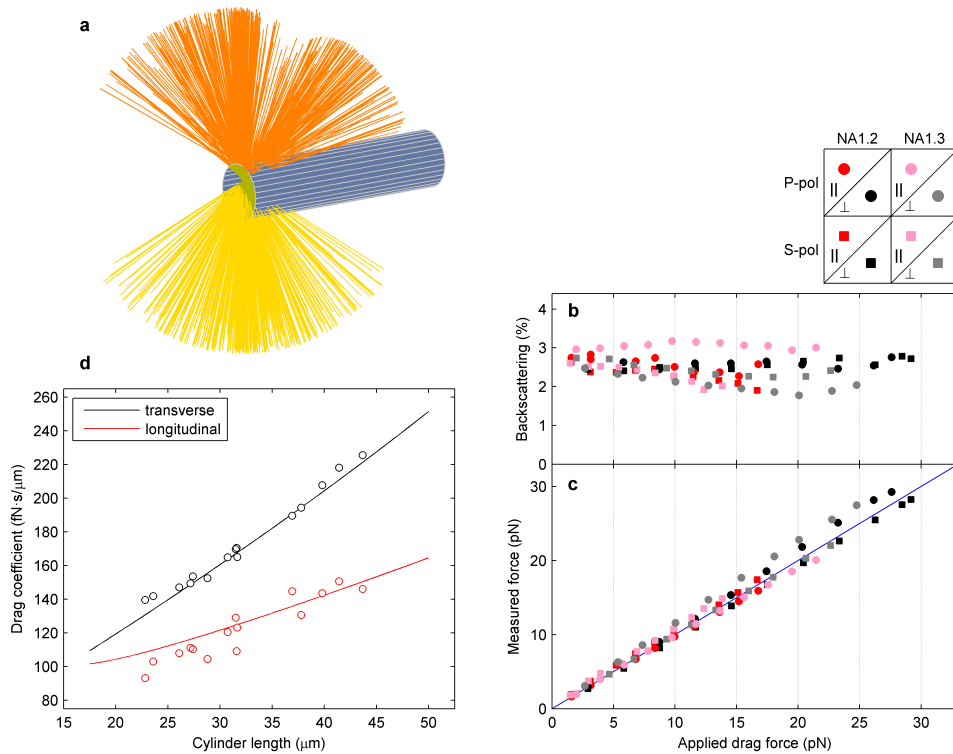 a
NA1.2 NA1.3
P-pol
|| ⊥ || ⊥
S-pol
|| ⊥ || ⊥
b
Backscattering (%)
4
3
2
1
0
c
Measured force (pN)
30
20
10
0
0 5 10 15 20 25 30
Applied drag force (pN)
d
transverse
longitudinal
Drag coefficient (fN·s/μm)
260
240
220
200
180
160
140
120
100
80
15 20 25 30 35 40 45 50
Cylinder length (μm)